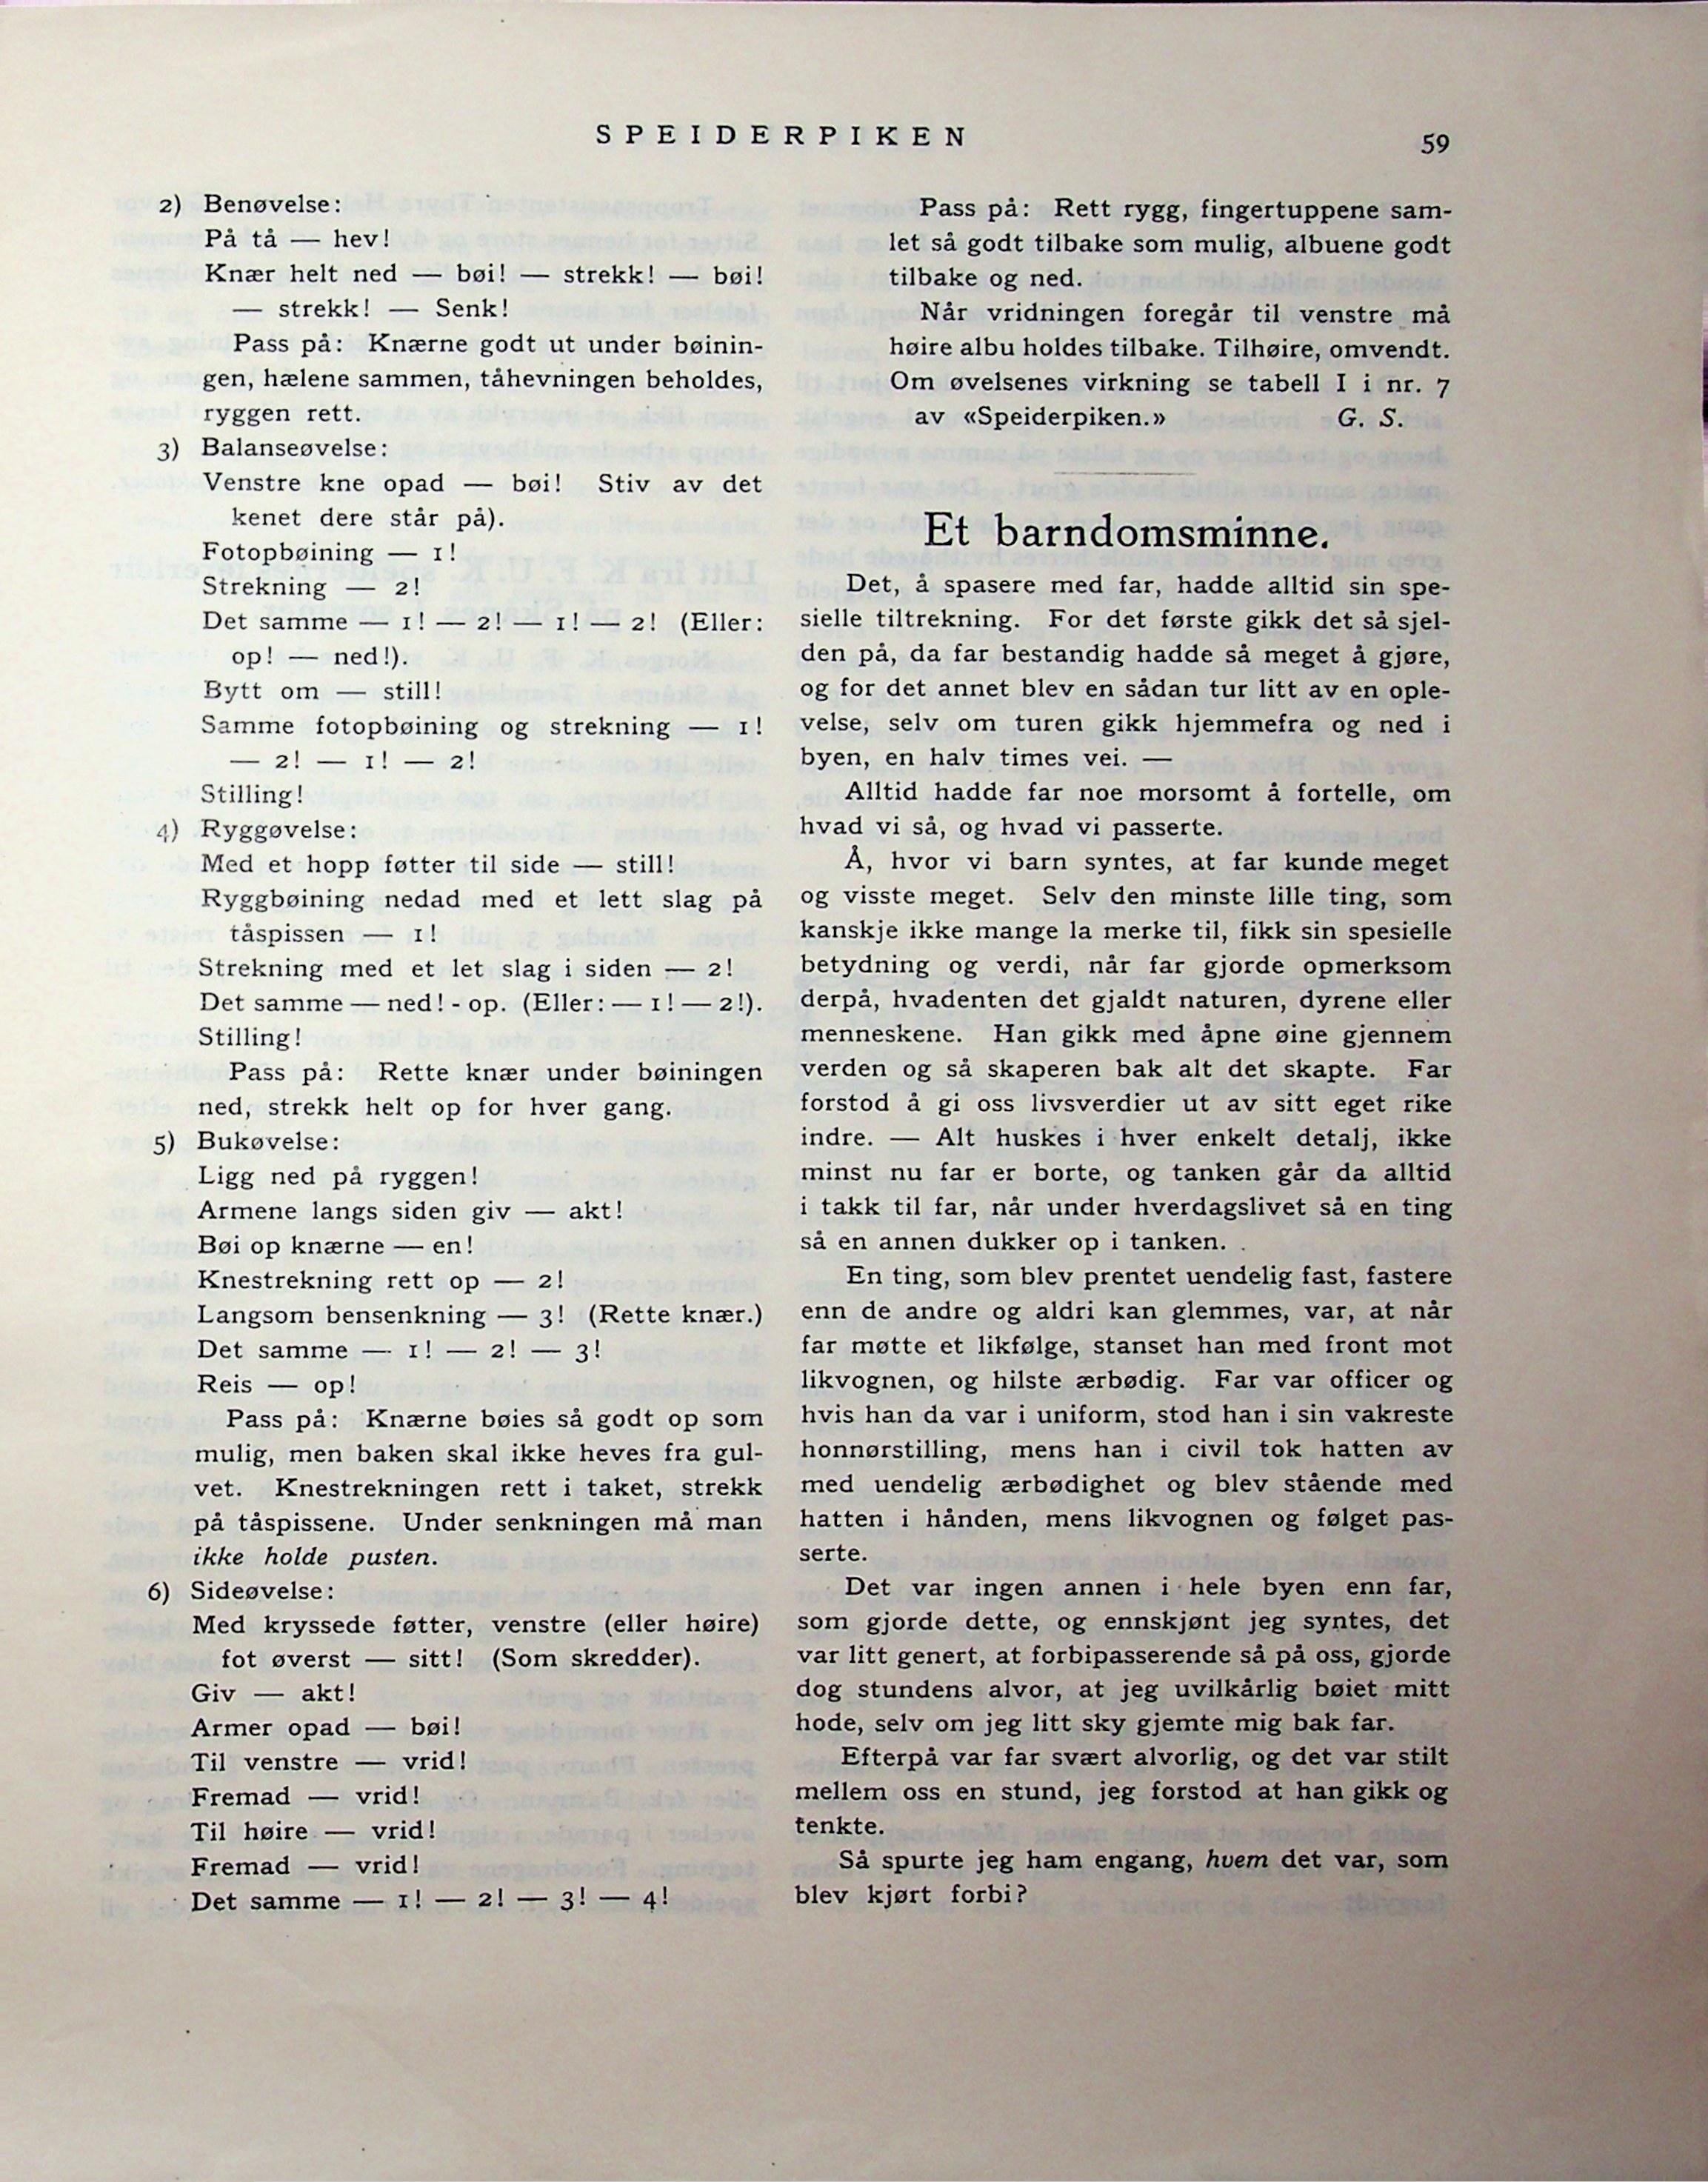 SPEIDERPIKEN
59
2) Benøvelse:
På tå — hev!
Knær helt ned — bøi! — strekk! — bøi!
— strekk! — Senk!
Pass på: Knærne godt ut under bøinin-
gen, hælene sammen, tåhevningen beholdes,
ryggen rett.
3) Balanseøvelse:
Venstre kne opad — bøi! Stiv av det
kenet dere står på).
Fotopbøining — 1!
Strekning — 2!
Det samme — 1! — 2! — 1! — 2! (Eller:
op! — ned!).
Bytt om — still!
Samme fotopbøining og strekning — 1!
— 2! — 1! — 2!
Stilling!
4) Ryggøvelse:
Med et hopp føtter til side — still!
Ryggbøining nedad med et lett slag på
tåspissen — 1!
Strekning med et let slag i siden — 2!
Det samme — ned! - op. (Eller: — 1! — 2!).
Stilling!
Pass på: Rette knær under bøiningen
ned, strekk helt op for hver gang.
5) Bukøvelse:
Ligg ned på ryggen!
Armene langs siden giv — akt!
Bøi op knærne — en!
Knestrekning rett op — 2!
Langsom bensenkning — 3! (Rette knær.)
Det samme — 1! — 2! — 3!
Reis — op!
Pass på: Knærne bøies så godt op som
mulig, men baken skal ikke heves fra gul-
vet. Knestrekningen rett i taket, strekk
på tåspissene. Under senkningen må man
ikke holde pusten.
6) Sideøvelse:
Med kryssede føtter, venstre (eller høire)
fot øverst — sitt! (Som skredder).
Giv — akt!
Armer opad — bøi!
Til venstre — vrid!
Fremad — vrid!
Til høire — vrid!
Fremad — vrid!
Det samme — 1! — 2! — 3! — 4!
Pass på: Rett rygg, fingertuppene sam-
let så godt tilbake som mulig, albuene godt
tilbake og ned.
Når vridningen foregår til venstre må
høire albu holdes tilbake. Tilhøire, omvendt.
Om øvelsenes virkning se tabell I i nr. 7
av «Speiderpiken.» G. S.
Et barndomsminne.
Det, å spasere med far, hadde alltid sin spe-
sielle tiltrekning. For det første gikk det så sjel-
den på, da far bestandig hadde så meget å gjøre,
og for det annet blev en sådan tur litt av en ople-
velse, selv om turen gikk hjemmefra og ned i
byen, en halv times vei. —
Alltid hadde far noe morsomt å fortelle, om
hvad vi så, og hvad vi passerte.
Å, hvor vi barn syntes, at far kunde meget
og visste meget. Selv den minste lille ting, som
kanskje ikke mange la merke til, fikk sin spesielle
betydning og verdi, når far gjorde opmerksom
derpå, hvadenten det gjaldt naturen, dyrene eller
menneskene. Han gikk med åpne øine gjennem
verden og så skaperen bak alt det skapte. Far
forstod å gi oss livsverdier ut av sitt eget rike
indre. — Alt huskes i hver enkelt detalj, ikke
minst nu far er borte, og tanken går da alltid
i takk til far, når under hverdagslivet så en ting
så en annen dukker op i tanken.
En ting, som blev prentet uendelig fast, fastere
enn de andre og aldri kan glemmes, var, at når
far møtte et likfølge, stanset han med front mot
likvognen, og hilste ærbødig. Far var officer og
hvis han da var i uniform, stod han i sin vakreste
honnørstilling, mens han i civil tok hatten av
med uendelig ærbødighet og blev stående med
hatten i hånden, mens likvognen og følget pas-
serte.
Det var ingen annen i hele byen enn far,
som gjorde dette, og ennskjønt jeg syntes, det
var litt genert, at forbipasserende så på oss, gjorde
dog stundens alvor, at jeg uvilkårlig bøiet mitt
hode, selv om jeg litt sky gjemte mig bak far.
Efterpå var far svært alvorlig, og det var stilt
mellem oss en stund, jeg forstod at han gikk og
tenkte.
Så spurte jeg ham engang, hvem det var, som
blev kjørt forbi?